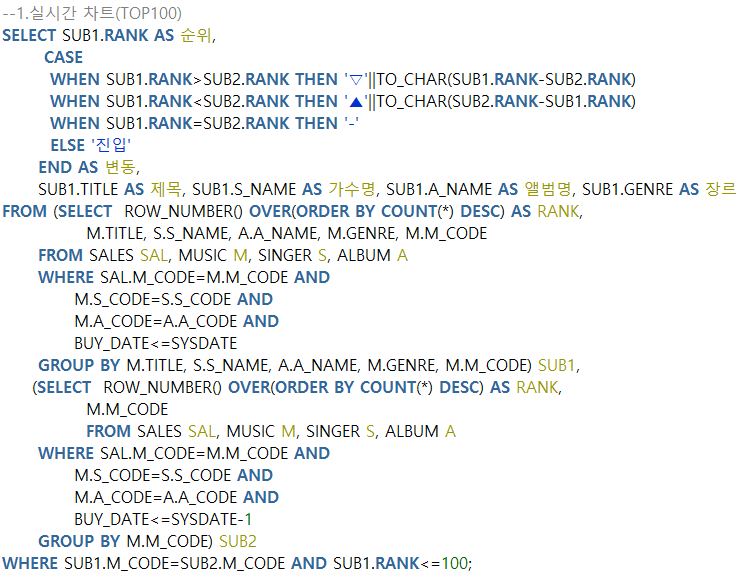 --1.실시간 차트(TOP100)
SELECT SUB1.RANK AS 순위,
CASE
WHEN SUB1.RANK>SUB2.RANK THEN '▽'||TO_CHAR(SUB1.RANK-SUB2.RANK)
WHEN SUB1.RANK<SUB2.RANK THEN '▲'||TO_CHAR(SUB2.RANK-SUB1.RANK)
WHEN SUB1.RANK=SUB2.RANK THEN '-'
ELSE '진입'
END AS 변동,
SUB1.TITLE AS 제목, SUB1.S_NAME AS 가수명, SUB1.A_NAME AS 앨범명, SUB1.GENRE AS 장르
FROM (SELECT ROW_NUMBER() OVER(ORDER BY COUNT(*) DESC) AS RANK,
M.TITLE, S.S_NAME, A.A_NAME, M.GENRE, M.M_CODE
FROM SALES SAL, MUSIC M, SINGER S, ALBUM A
WHERE SAL.M_CODE=M.M_CODE AND
M.S_CODE=S.S_CODE AND
M.A_CODE=A.A_CODE AND
BUY_DATE<=SYSDATE
GROUP BY M.TITLE, S.S_NAME, A.A_NAME, M.GENRE, M.M_CODE) SUB1,
(SELECT ROW_NUMBER() OVER(ORDER BY COUNT(*) DESC) AS RANK,
M.M_CODE
FROM SALES SAL, MUSIC M, SINGER S, ALBUM A
WHERE SAL.M_CODE=M.M_CODE AND
M.S_CODE=S.S_CODE AND
M.A_CODE=A.A_CODE AND
BUY_DATE<=SYSDATE-1
GROUP BY M.M_CODE) SUB2
WHERE SUB1.M_CODE=SUB2.M_CODE AND SUB1.RANK<=100;